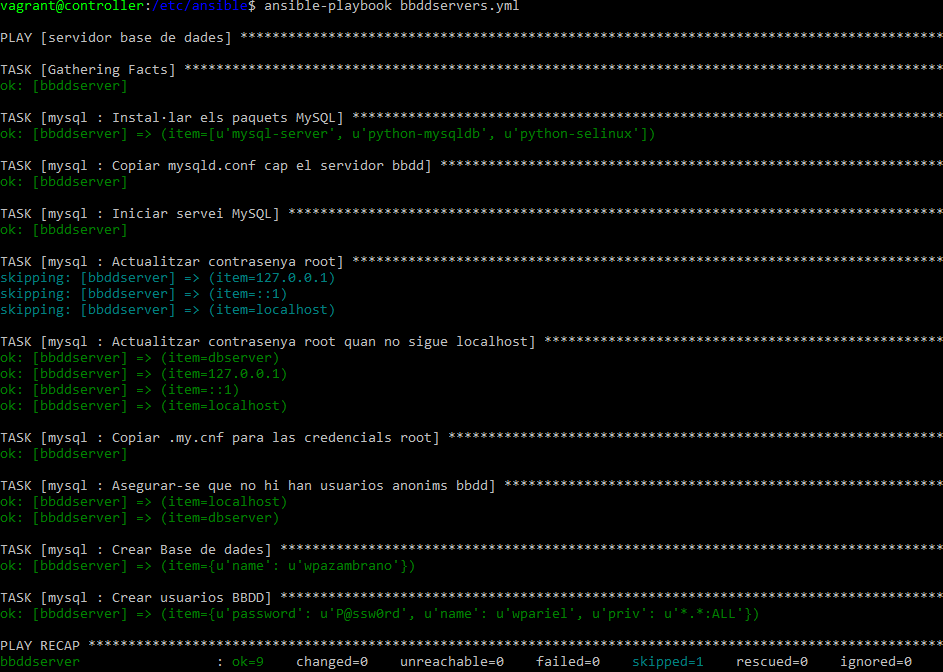 vagrant@controller:/etc/ansible$ ansible-playbook bbddservers.yml
PLAY [servidor base de dades] ****************************************************************************************
TASK [Gathering Facts] ***********************************************************************************************
ok: [bbddserver]
TASK [mysql : Instal·lar els paquets MySQL] **************************************************************************
ok: [bbddserver] => (item=[u'mysql-server', u'python-mysqldb', u'python-selinux'])
TASK [mysql : Copiar mysqld.conf cap el servidor bbdd] ***************************************************************
ok: [bbddserver]
TASK [mysql : Iniciar servei MySQL] **********************************************************************************
ok: [bbddserver]
TASK [mysql : Actualitzar contrasenya root] **************************************************************************
skipping: [bbddserver] => (item=127.0.0.1)
skipping: [bbddserver] => (item=::1)
skipping: [bbddserver] => (item=localhost)
TASK [mysql : Actualitzar contrasenya root quan no sigue localhost] **************************************************
ok: [bbddserver] => (item=dbserver)
ok: [bbddserver] => (item=127.0.0.1)
ok: [bbddserver] => (item=::1)
ok: [bbddserver] => (item=localhost)
TASK [mysql : Copiar .my.cnf para las credencials root] **************************************************************
ok: [bbddserver]
TASK [mysql : Asegurar-se que no hi han usuarios anonims bbdd] *******************************************************
ok: [bbddserver] => (item=localhost)
ok: [bbddserver] => (item=dbserver)
TASK [mysql : Crear Base de dades] ***********************************************************************************
ok: [bbddserver] => (item={u'name': u'wpazambrano'})
TASK [mysql : Crear usuarios BBDD] ***********************************************************************************
ok: [bbddserver] => (item={u'password': u'P@ssw0rd', u'name': u'wpariel', u'priv': u'*.*:ALL'})
PLAY RECAP ***********************************************************************************************************
bbddserver : ok=9 changed=0 unreachable=0 failed=0 skipped=1 rescued=0 ignored=0